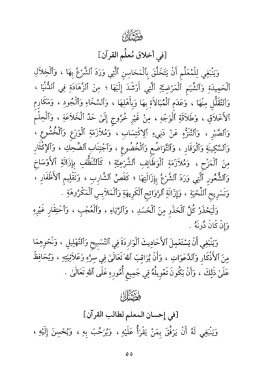 فَصْلٌ
[في أخلاق مُعلِّم القرآن]
وَيَنْبَغِي لِلْمُعَلِّمِ أَنْ يَتَخَلَّقَ بِالْمَحَاسِنِ الَّتِي وَرَدَ الشَّرْعُ بِهَا ، وَالْخِلَالِ
الْحَمِيدَةِ وَالشِّيَمِ الْمَرْضِيَّةِ الَّتِي أَرْشَدَ إِلَيْهَا ؛ مِنَ الزَّهَادَةِ فِي الدُّنْيَا ،
وَالتَّقَلُّلِ مِنْهَا ، وَعَدَمِ الْمُبَالَاةِ بِهَا وَبِأَهْلِهَا ، وَالسَّخَاءِ وَالْجُودِ ، وَمَكَارِمِ
الْأَخْلَاقِ ، وَطَلَاقَةِ الْوَجْهِ ، مِنْ غَيْرِ خُرُوجٍ إِلَىٰ حَدِّ الْخَلَاعَةِ ، وَالْحِلْمِ
وَالصَّبْرِ ، وَالتَّنَزُّهِ عَنْ دَنِيءِ الِاكْتِسَابِ ، وَمُلَازَمَةِ الْوَرَعِ وَالْخُشُوعِ ،
وَالسَّكِينَةِ وَالْوَقَارِ ، وَالتَّوَاضُعِ وَالْخُضُوعِ ، وَاجْتِنَابِ الضَّحِكِ ، وَالْإِكْثَارِ
مِنَ الْمَزْحِ ، وَمُلَازَمَةِ الْوَظَائِفِ الشَّرْعِيَّةِ ، كَالتَّنَظُّفِ بِإِزَالَةِ الْأَوْسَاخِ
وَالشُّعُورِ الَّتِي وَرَدَ الشَّرْعُ بِإِزَالَتِهَا ؛ كَقَصِّ الشَّارِبِ ، وَتَقْلِيمِ الْأَظْفَارِ ،
وَتَسْرِيحِ اللِّحْيَةِ ، وَإِزَالَةِ الرَّوَائِحِ الْكَرِيهَةِ وَالْمَلَابِسِ الْمَكْرُوهَةِ .
وَلْيَحْذَرْ كُلَّ الْحَذَرِ مِنَ الْحَسَدِ ، وَالرِّيَاءِ ، وَالْعُجْبِ ، وَاحْتِقَارِ غَيْرِهِ
وَإِنْ كَانَ دُونَهُ .
وَيَنْبَغِي أَنْ يَسْتَعْمِلَ الْأَحَادِيثَ الْوَارِدَةَ فِي التَّسْبِيحِ وَالتَّهْلِيلِ ، وَنَحْوِهِمَا
مِنَ الْأَذْكَارِ وَالدَّعَوَاتِ ، وَأَنْ يُرَاقِبَ اللهَ تَعَالَىٰ فِي سِرِّهِ وَعَلَانِيَتِهِ ، وَيُحَافِظَ
عَلَىٰ ذَٰلِكَ ، وَأَنْ يَكُونَ تَعْوِيلُهُ فِي جَمِيعِ أُمُورِهِ عَلَى اللهِ تَعَالَىٰ .
فَصْلٌ
[في إحسان المعلم لطالب القرآن]
وَيَنْبَغِي لَهُ أَنْ يَرْفُقَ بِمَنْ يَقْرَأُ عَلَيْهِ ، وَيُرَحِّبَ بِهِ ، وَيُحْسِنَ إِلَيْهِ ،
٥٥